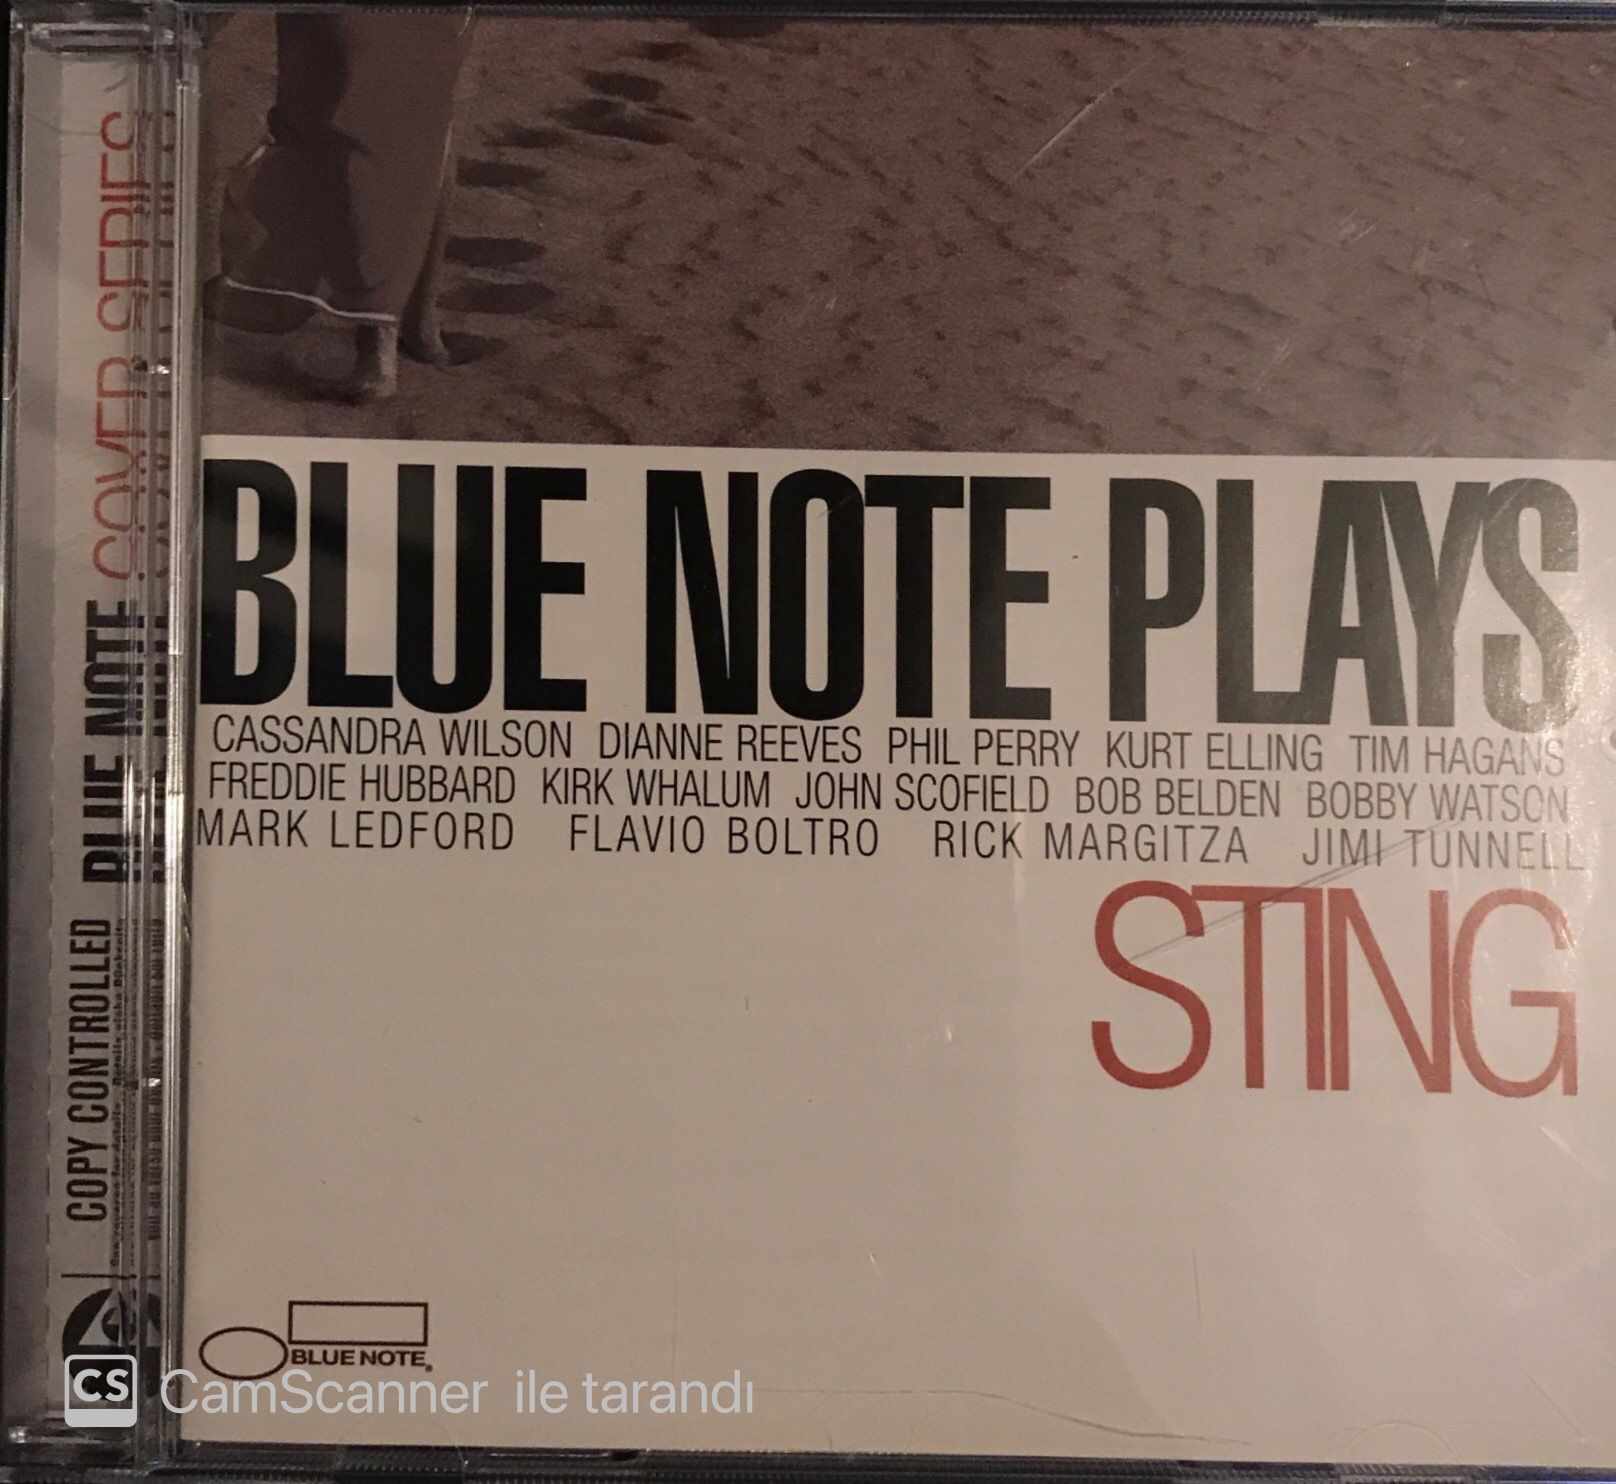 BLUE NOTE COVER SERIES
COPY CONTROLLED
BLUE NOTE PLAYS
CASSANDRA WILSON DIANNE REEVES PHIL PERRY KURT ELLING TIM HAGANS
FREDDIE HUBBARD KIRK WHALUM JOHN SCOFIELD BOB BELDEN BOBBY WATSON
MARK LEDFORD FLAVIO BOLTRO RICK MARGITZA JIMI TUNNELL
STING
BLUE NOTE
CS CamScanner ile tarandı